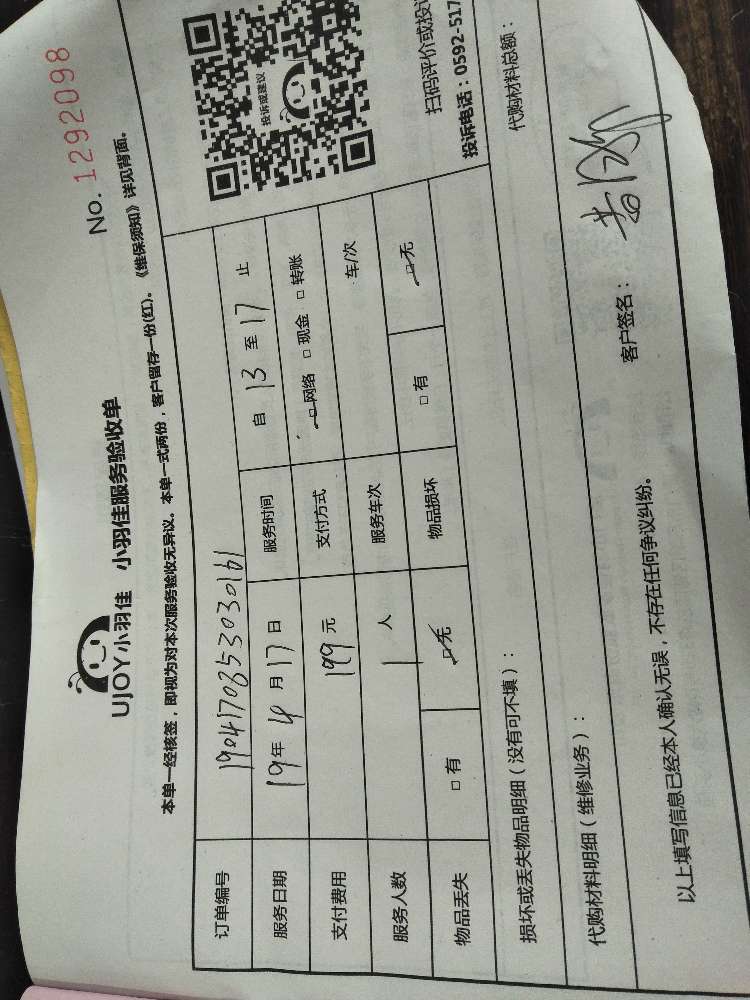 No. 1292098
UJOY小羽佳 小羽佳服务验收单
本单一经核签，即视为对本次服务验收无异议。本单一式两份，客户留存一份(红)。《维保须知》详见背面。
订单编号 1904170853030161
服务日期 19年4月17日 服务时间 自 13 至 17 止
支付费用 199元 支付方式 □网络 □现金 □转账
服务人数 1 人 服务车次 车/次
物品丢失 □有 □无 物品损坏 □有 □无
投诉或建议
扫码评价或投
投诉电话：0592-517
损坏或丢失物品明细（没有可不填）：
代购材料明细（维修业务）： 代购材料总额：
以上填写信息已经本人确认无误，不存在任何争议纠纷。 客户签名：